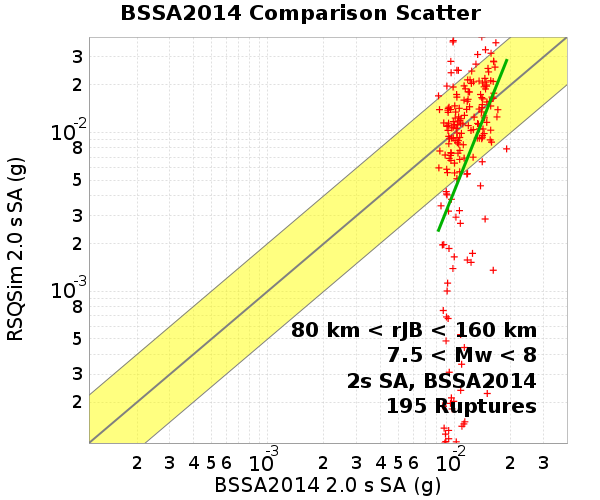 BSSA2014 Comparison Scatter
RSQSim 2.0 s SA (g)
3
2
10-2
8
5
3
2
10-3
8
5
3
2
80 km < rJB < 160 km
7.5 < Mw < 8
2s SA, BSSA2014
195 Ruptures
2 3 4 5 6 10-3 2 3 4 5 6 10-2 2 3
BSSA2014 2.0 s SA (g)